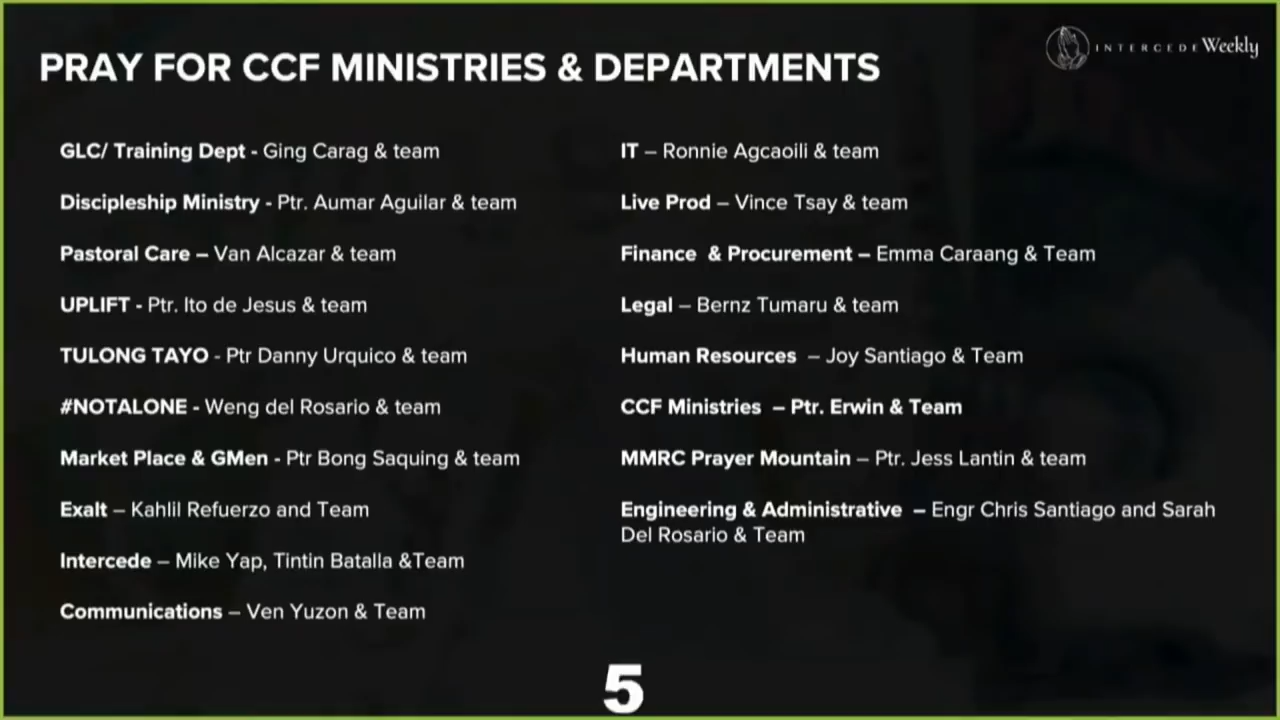 PRAY FOR CCF MINISTRIES & DEPARTMENTS
INTERCEDE Weekly
GLC/ Training Dept - Ging Carag & team
Discipleship Ministry - Ptr. Aumar Aguilar & team
Pastoral Care – Van Alcazar & team
UPLIFT - Ptr. Ito de Jesus & team
TULONG TAYO - Ptr Danny Urquico & team
#NOTALONE - Weng del Rosario & team
Market Place & GMen - Ptr Bong Saquing & team
Exalt – Kahlil Refuerzo and Team
Intercede – Mike Yap, Tintin Batalla &Team
Communications – Ven Yuzon & Team
IT – Ronnie Agcaoili & team
Live Prod – Vince Tsay & team
Finance  & Procurement – Emma Caraang & Team
Legal – Bernz Tumaru & team
Human Resources  – Joy Santiago & Team
CCF Ministries  – Ptr. Erwin & Team
MMRC Prayer Mountain – Ptr. Jess Lantin & team
Engineering & Administrative  – Engr Chris Santiago and Sarah
Del Rosario & Team
5